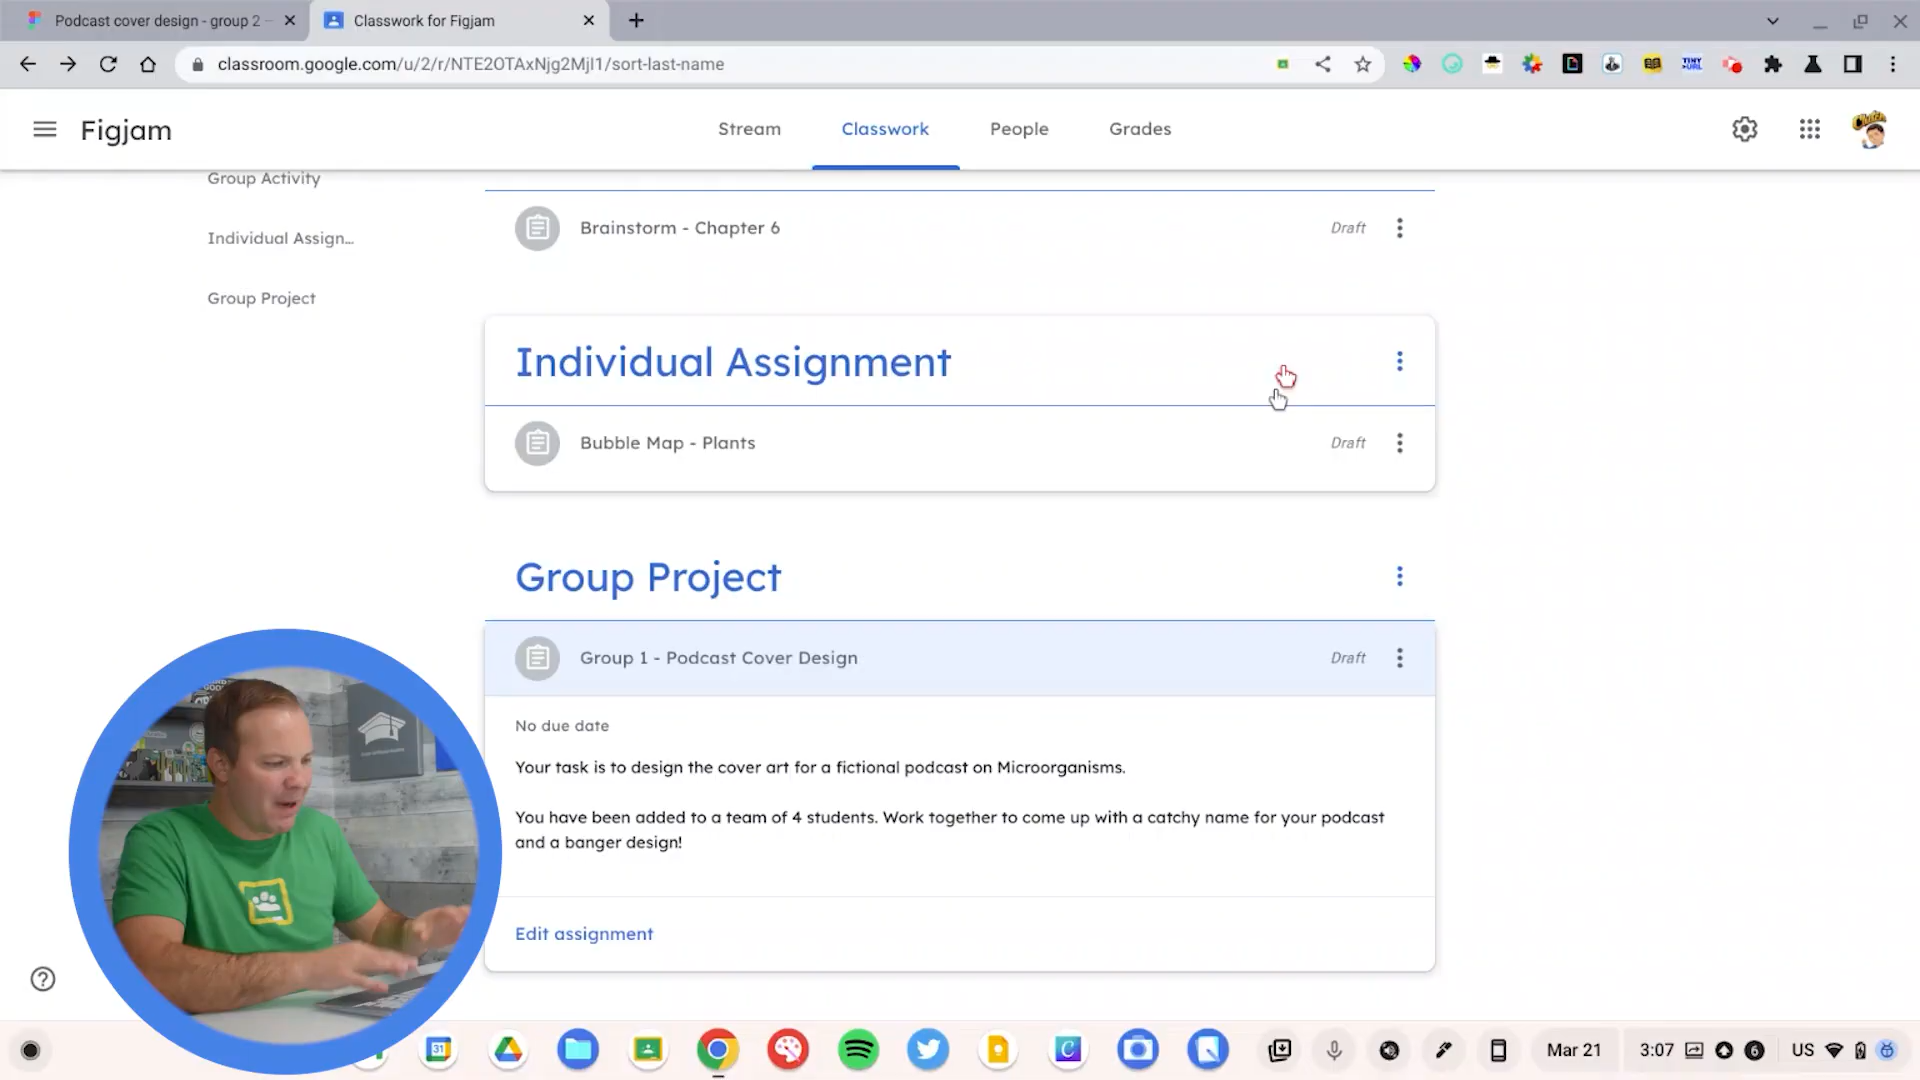 Podcast cover design - group 2 -
Classwork for Figjam
classroom.google.com/u/2/r/NTE2OTAxNjg2MjI1/sort-last-name
TINY
URL
Figjam
Stream
Classwork
People
Grades
Group Activity
Individual Assign...
Group Project
Brainstorm - Chapter 6
Draft
Individual Assignment
Bubble Map - Plants
Draft
Group Project
Group 1 - Podcast Cover Design
Draft
No due date
Your task is to design the cover art for a fictional podcast on Microorganisms.
You have been added to a team of 4 students. Work together to come up with a catchy name for your podcast
and a banger design!
Edit assignment
31
Mar 21
3:07
6
US